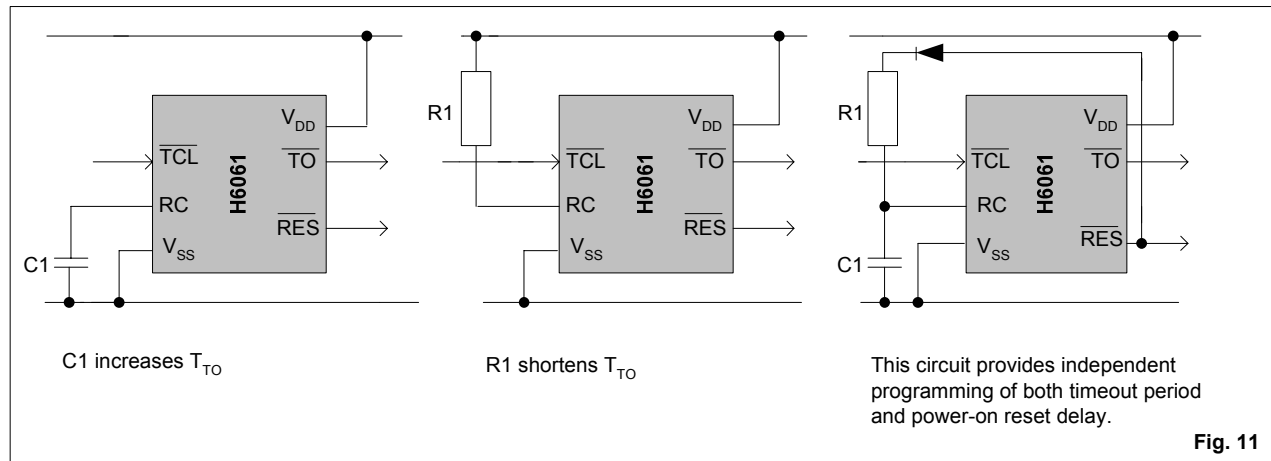 V_DD
TCL
TO
H6061
RC
RES
V_SS
C1
C1 increases T_TO
R1
V_DD
TCL
TO
H6061
RC
RES
V_SS
R1 shortens T_TO
R1
V_DD
TCL
TO
H6061
RC
RES
V_SS
C1
This circuit provides independent
programming of both timeout period
and power-on reset delay.
Fig. 11